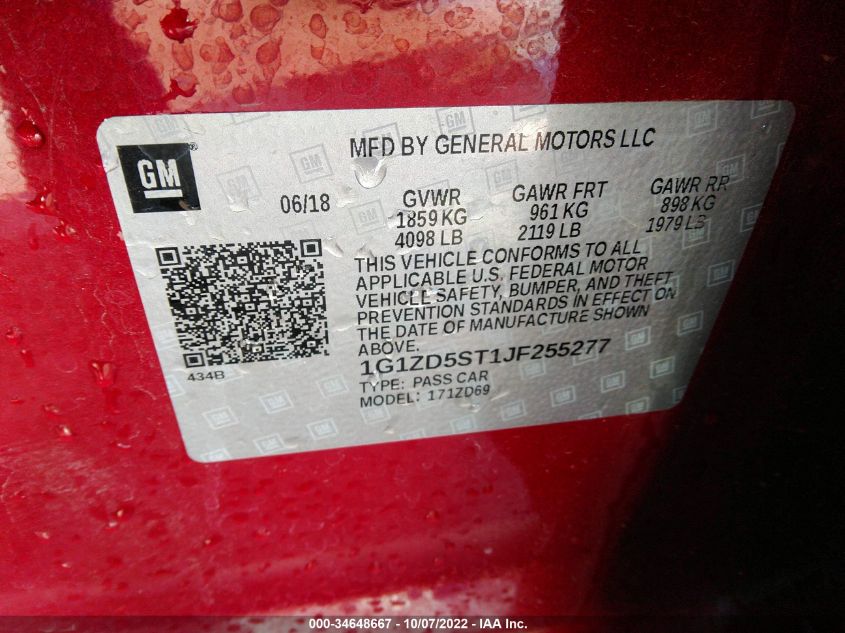 GM
MFD BY GENERAL MOTORS LLC
06/18
GVWR
1859 KG
4098 LB
GAWR FRT
961 KG
2119 LB
GAWR RR
898 KG
1979 LB
THIS VEHICLE CONFORMS TO ALL
APPLICABLE U.S. FEDERAL MOTOR
VEHICLE SAFETY, BUMPER, AND THEFT
PREVENTION STANDARDS IN EFFECT ON
THE DATE OF MANUFACTURE SHOWN
ABOVE.
434B
1G1ZD5ST1JF255277
TYPE: PASS CAR
MODEL: 171ZD69
000-34648667 - 10/07/2022 - IAA Inc.